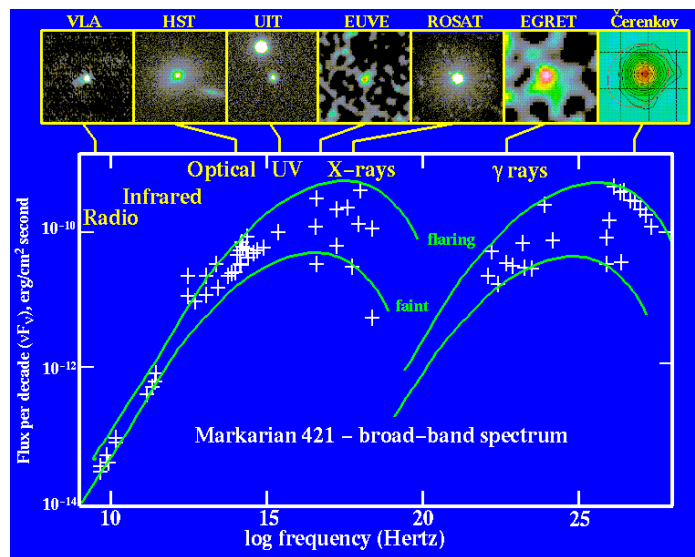 VLA HST UIT EUVE ROSAT EGRET Čerenkov
Optical UV X–rays γ rays
Infrared
Radio
flaring
faint
Markarian 421 – broad–band spectrum
Flux per decade (νFν), erg/cm² second
10⁻¹⁰
10⁻¹²
10⁻¹⁴
10 15 20 25
log frequency (Hertz)